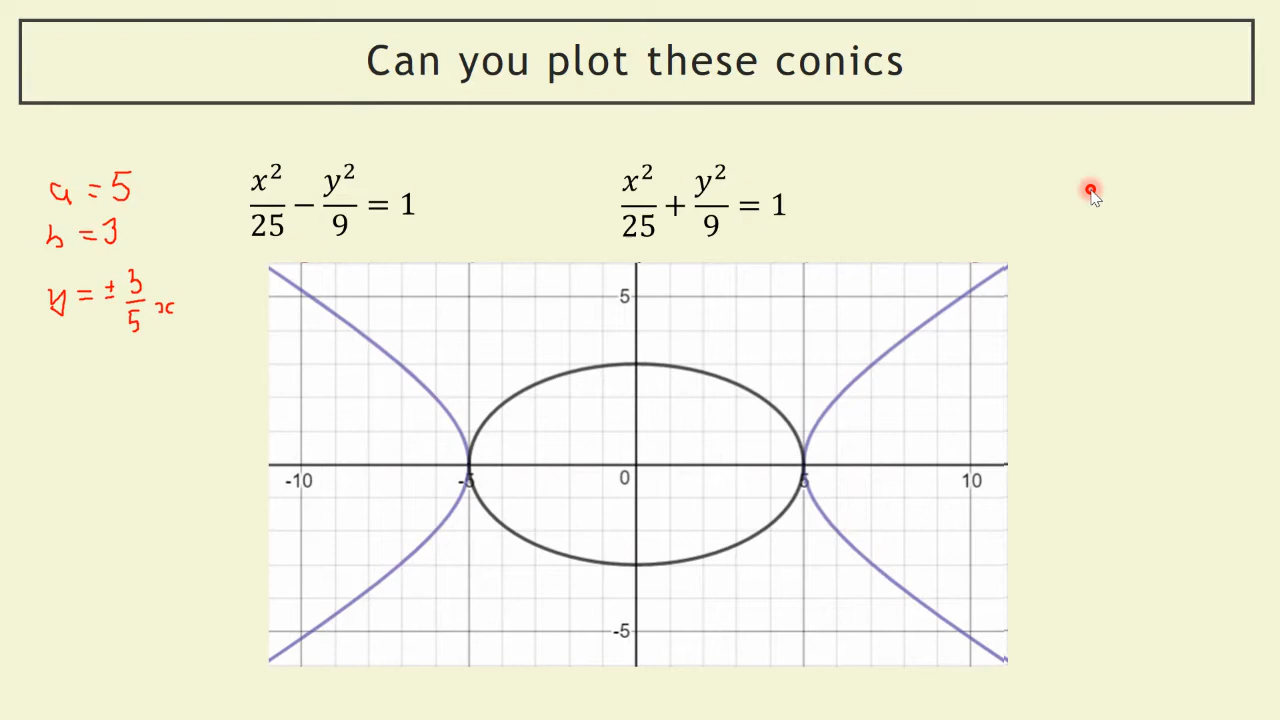 Can you plot these conics
a = 5
b = 3
y = ± 3/5 x
x²/25 − y²/9 = 1
x²/25 + y²/9 = 1
5
-10 -5 0 5 10
-5